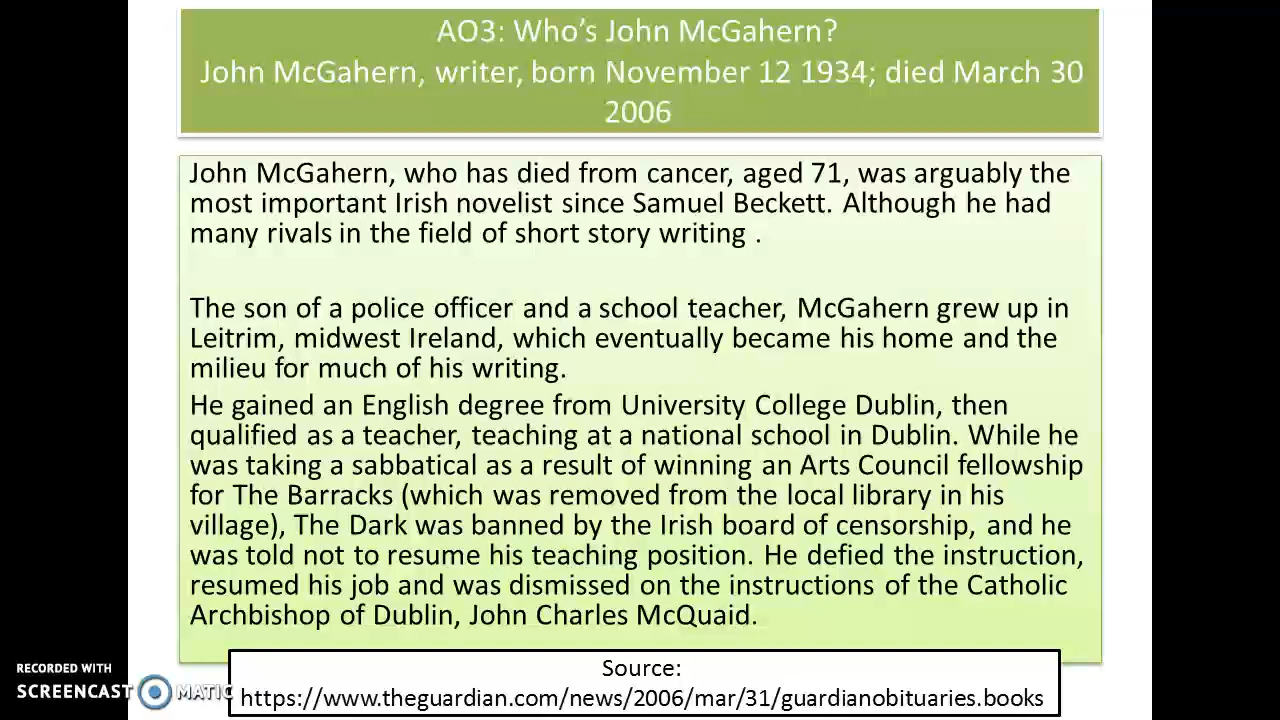 AO3: Who’s John McGahern?
John McGahern, writer, born November 12 1934; died March 30
2006
John McGahern, who has died from cancer, aged 71, was arguably the
most important Irish novelist since Samuel Beckett. Although he had
many rivals in the field of short story writing .
The son of a police officer and a school teacher, McGahern grew up in
Leitrim, midwest Ireland, which eventually became his home and the
milieu for much of his writing.
He gained an English degree from University College Dublin, then
qualified as a teacher, teaching at a national school in Dublin. While he
was taking a sabbatical as a result of winning an Arts Council fellowship
for The Barracks (which was removed from the local library in his
village), The Dark was banned by the Irish board of censorship, and he
was told not to resume his teaching position. He defied the instruction,
resumed his job and was dismissed on the instructions of the Catholic
Archbishop of Dublin, John Charles McQuaid.
Source:
https://www.theguardian.com/news/2006/mar/31/guardianobituaries.books
RECORDED WITH
SCREENCAST MATIC